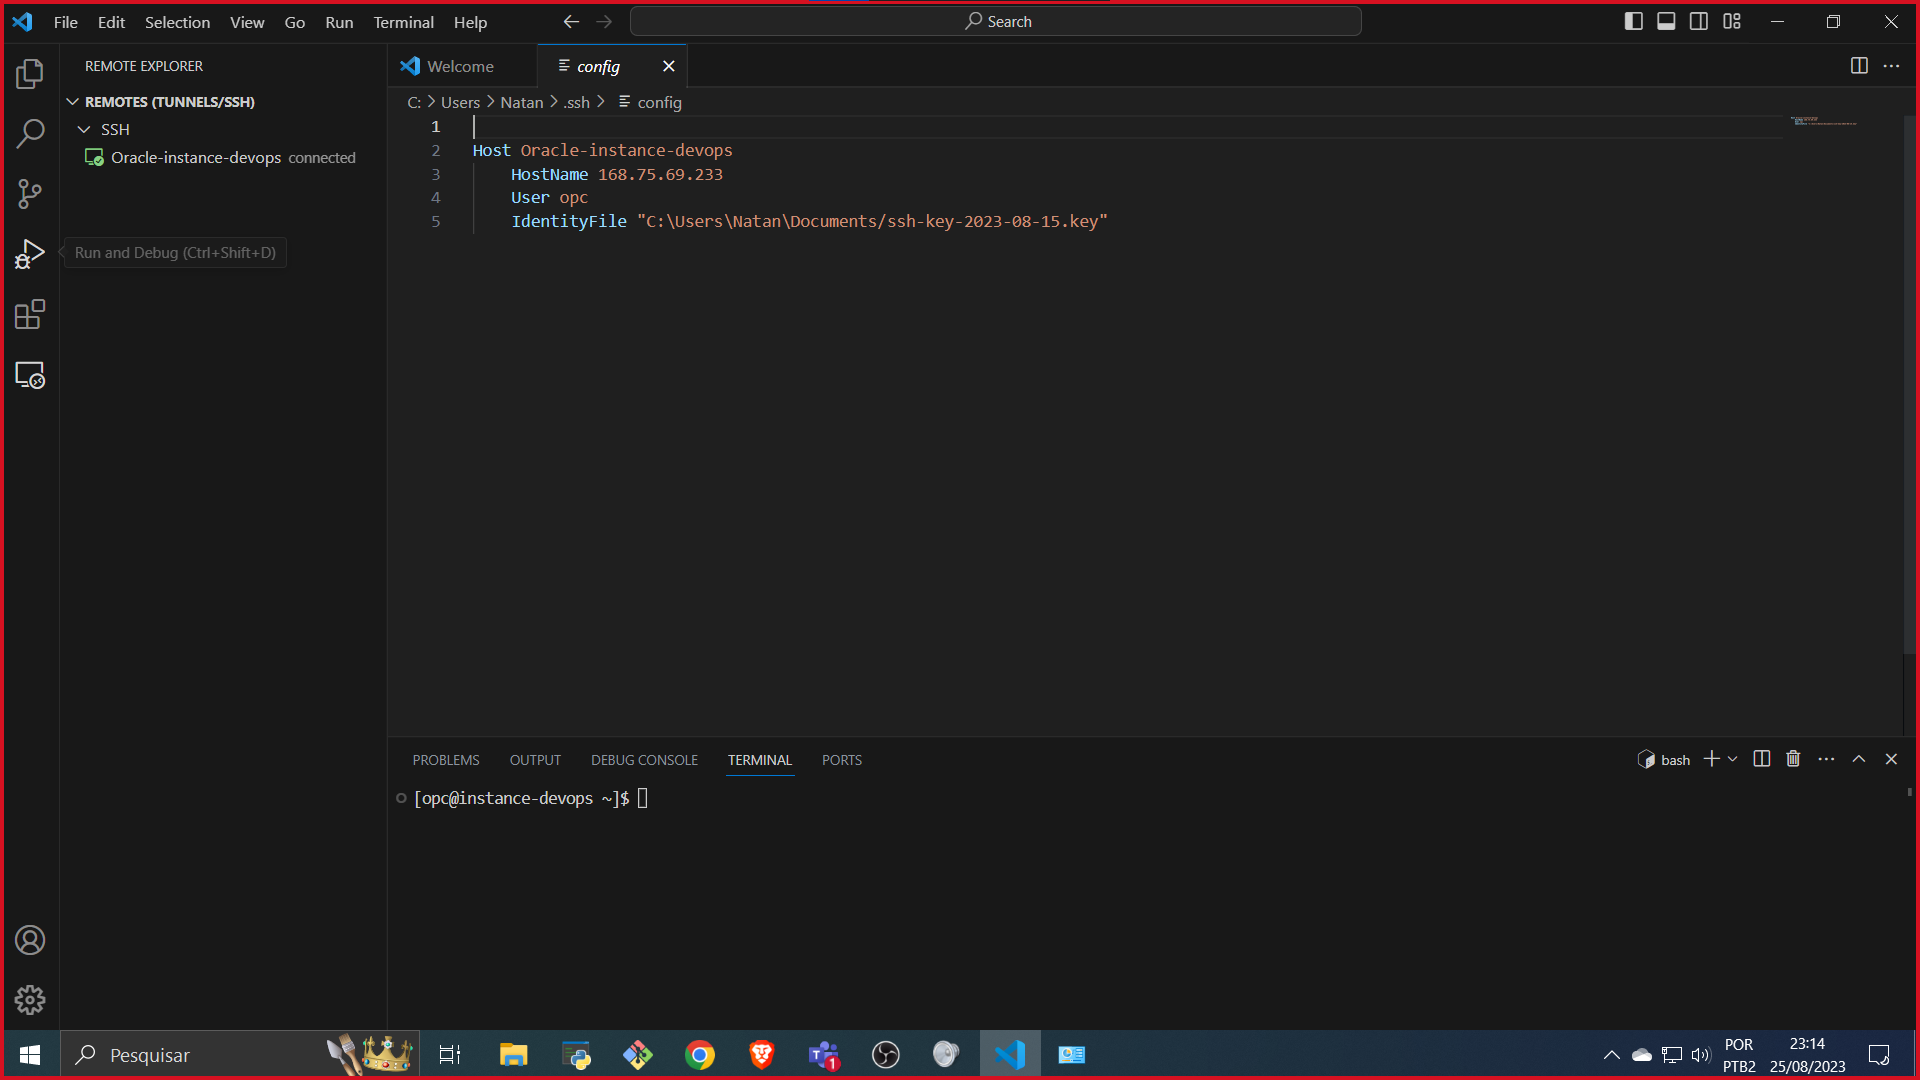 File Edit Selection View Go Run Terminal Help
Search
REMOTE EXPLORER
REMOTES (TUNNELS/SSH)
SSH
Oracle-instance-devops connected
Run and Debug (Ctrl+Shift+D)
Welcome
config
C: > Users > Natan > .ssh > config
1
2 Host Oracle-instance-devops
3 HostName 168.75.69.233
4 User opc
5 IdentityFile "C:\Users\Natan\Documents/ssh-key-2023-08-15.key"
PROBLEMS OUTPUT DEBUG CONSOLE TERMINAL PORTS
bash
[opc@instance-devops ~]$
Pesquisar
1
POR
PTB2
23:14
25/08/2023